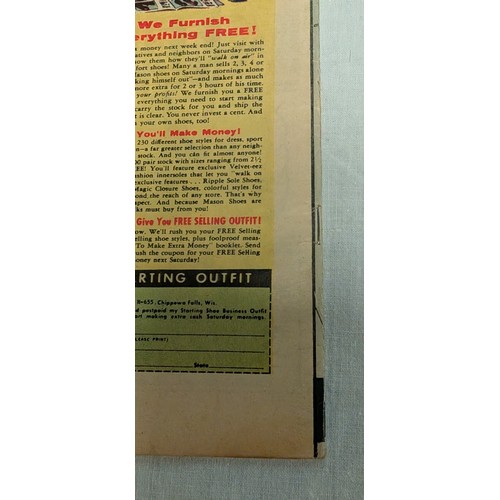 We Furnish
erything FREE!
money next week end! Just visit with
atives and neighbors on Saturday morn-
ow them how they'll "walk on air" in
fort shoes! Many a man sells 2, 3, 4 or
Mason shoes on Saturday mornings alone
king himself out"—and makes as much
more extra for 2 or 3 hours of his time.
your profits! We furnish you a FREE
everything you need to start making
carry the stock for you and ship the
t is clear. You never invest a cent. And
your own shoes, too!
You'll Make Money!
230 different shoe styles for dress, sport
n—a far greater selection than any neigh-
stock. And you can fit almost anyone!
00 pair stock with sizes ranging from 2½
EE! You'll feature exclusive Velvet-eez
ushion innersoles that let you "walk on
exclusive features . . . Ripple Sole Shoes,
Magic Closure Shoes, colorful styles for
ond the reach of any store. That's why
spect. And because Mason Shoes are
ks must buy from you!
Give You FREE SELLING OUTFIT!
ow. We'll rush you your FREE Selling
elling shoe styles, plus foolproof meas-
To Make Extra Money" booklet. Send
ush the coupon for your FREE Selling
money next Saturday!
RTING OUTFIT
H-655, Chippewa Falls, Wis.
d postpaid my Starting Shoe Business Outfit
rt making extra cash Saturday mornings.
LEASE PRINT)
State